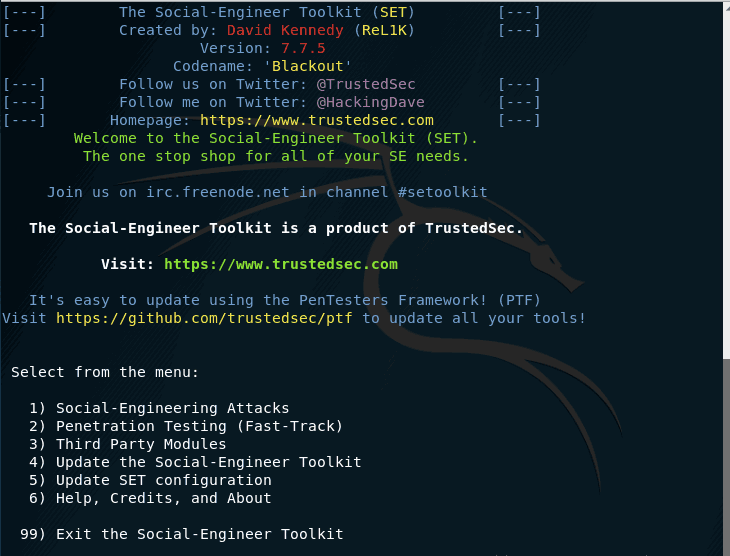 [---] The Social-Engineer Toolkit (SET) [---]
[---] Created by: David Kennedy (ReL1K) [---]
Version: 7.7.5
Codename: 'Blackout'
[---] Follow us on Twitter: @TrustedSec [---]
[---] Follow me on Twitter: @HackingDave [---]
[---] Homepage: https://www.trustedsec.com [---]
Welcome to the Social-Engineer Toolkit (SET).
The one stop shop for all of your SE needs.
Join us on irc.freenode.net in channel #setoolkit
The Social-Engineer Toolkit is a product of TrustedSec.
Visit: https://www.trustedsec.com
It's easy to update using the PenTesters Framework! (PTF)
Visit https://github.com/trustedsec/ptf to update all your tools!
Select from the menu:
1) Social-Engineering Attacks
2) Penetration Testing (Fast-Track)
3) Third Party Modules
4) Update the Social-Engineer Toolkit
5) Update SET configuration
6) Help, Credits, and About
99) Exit the Social-Engineer Toolkit